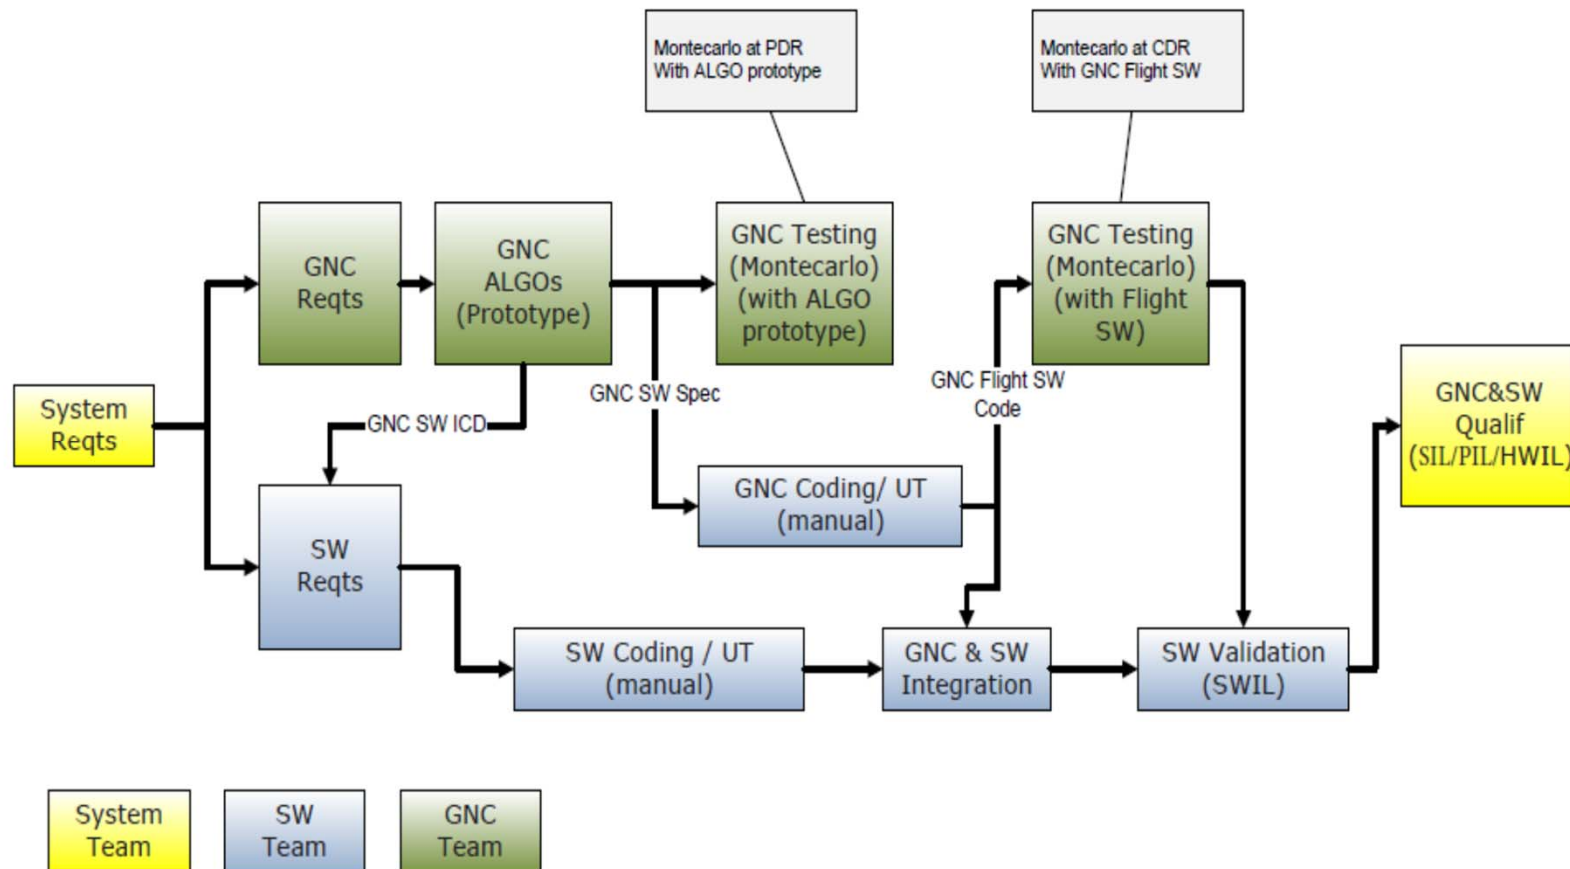 Montecarlo at PDR
With ALGO prototype
Montecarlo at CDR
With GNC Flight SW
GNC
Reqts
GNC
ALGOs
(Prototype)
GNC Testing
(Montecarlo)
(with ALGO
prototype)
GNC Testing
(Montecarlo)
(with Flight
SW)
System
Reqts
GNC SW ICD
GNC SW Spec
GNC Flight SW
Code
GNC&SW
Qualif
(SIL/PIL/HWIL)
GNC Coding/ UT
(manual)
SW
Reqts
SW Coding / UT
(manual)
GNC & SW
Integration
SW Validation
(SWIL)
System
Team
SW
Team
GNC
Team